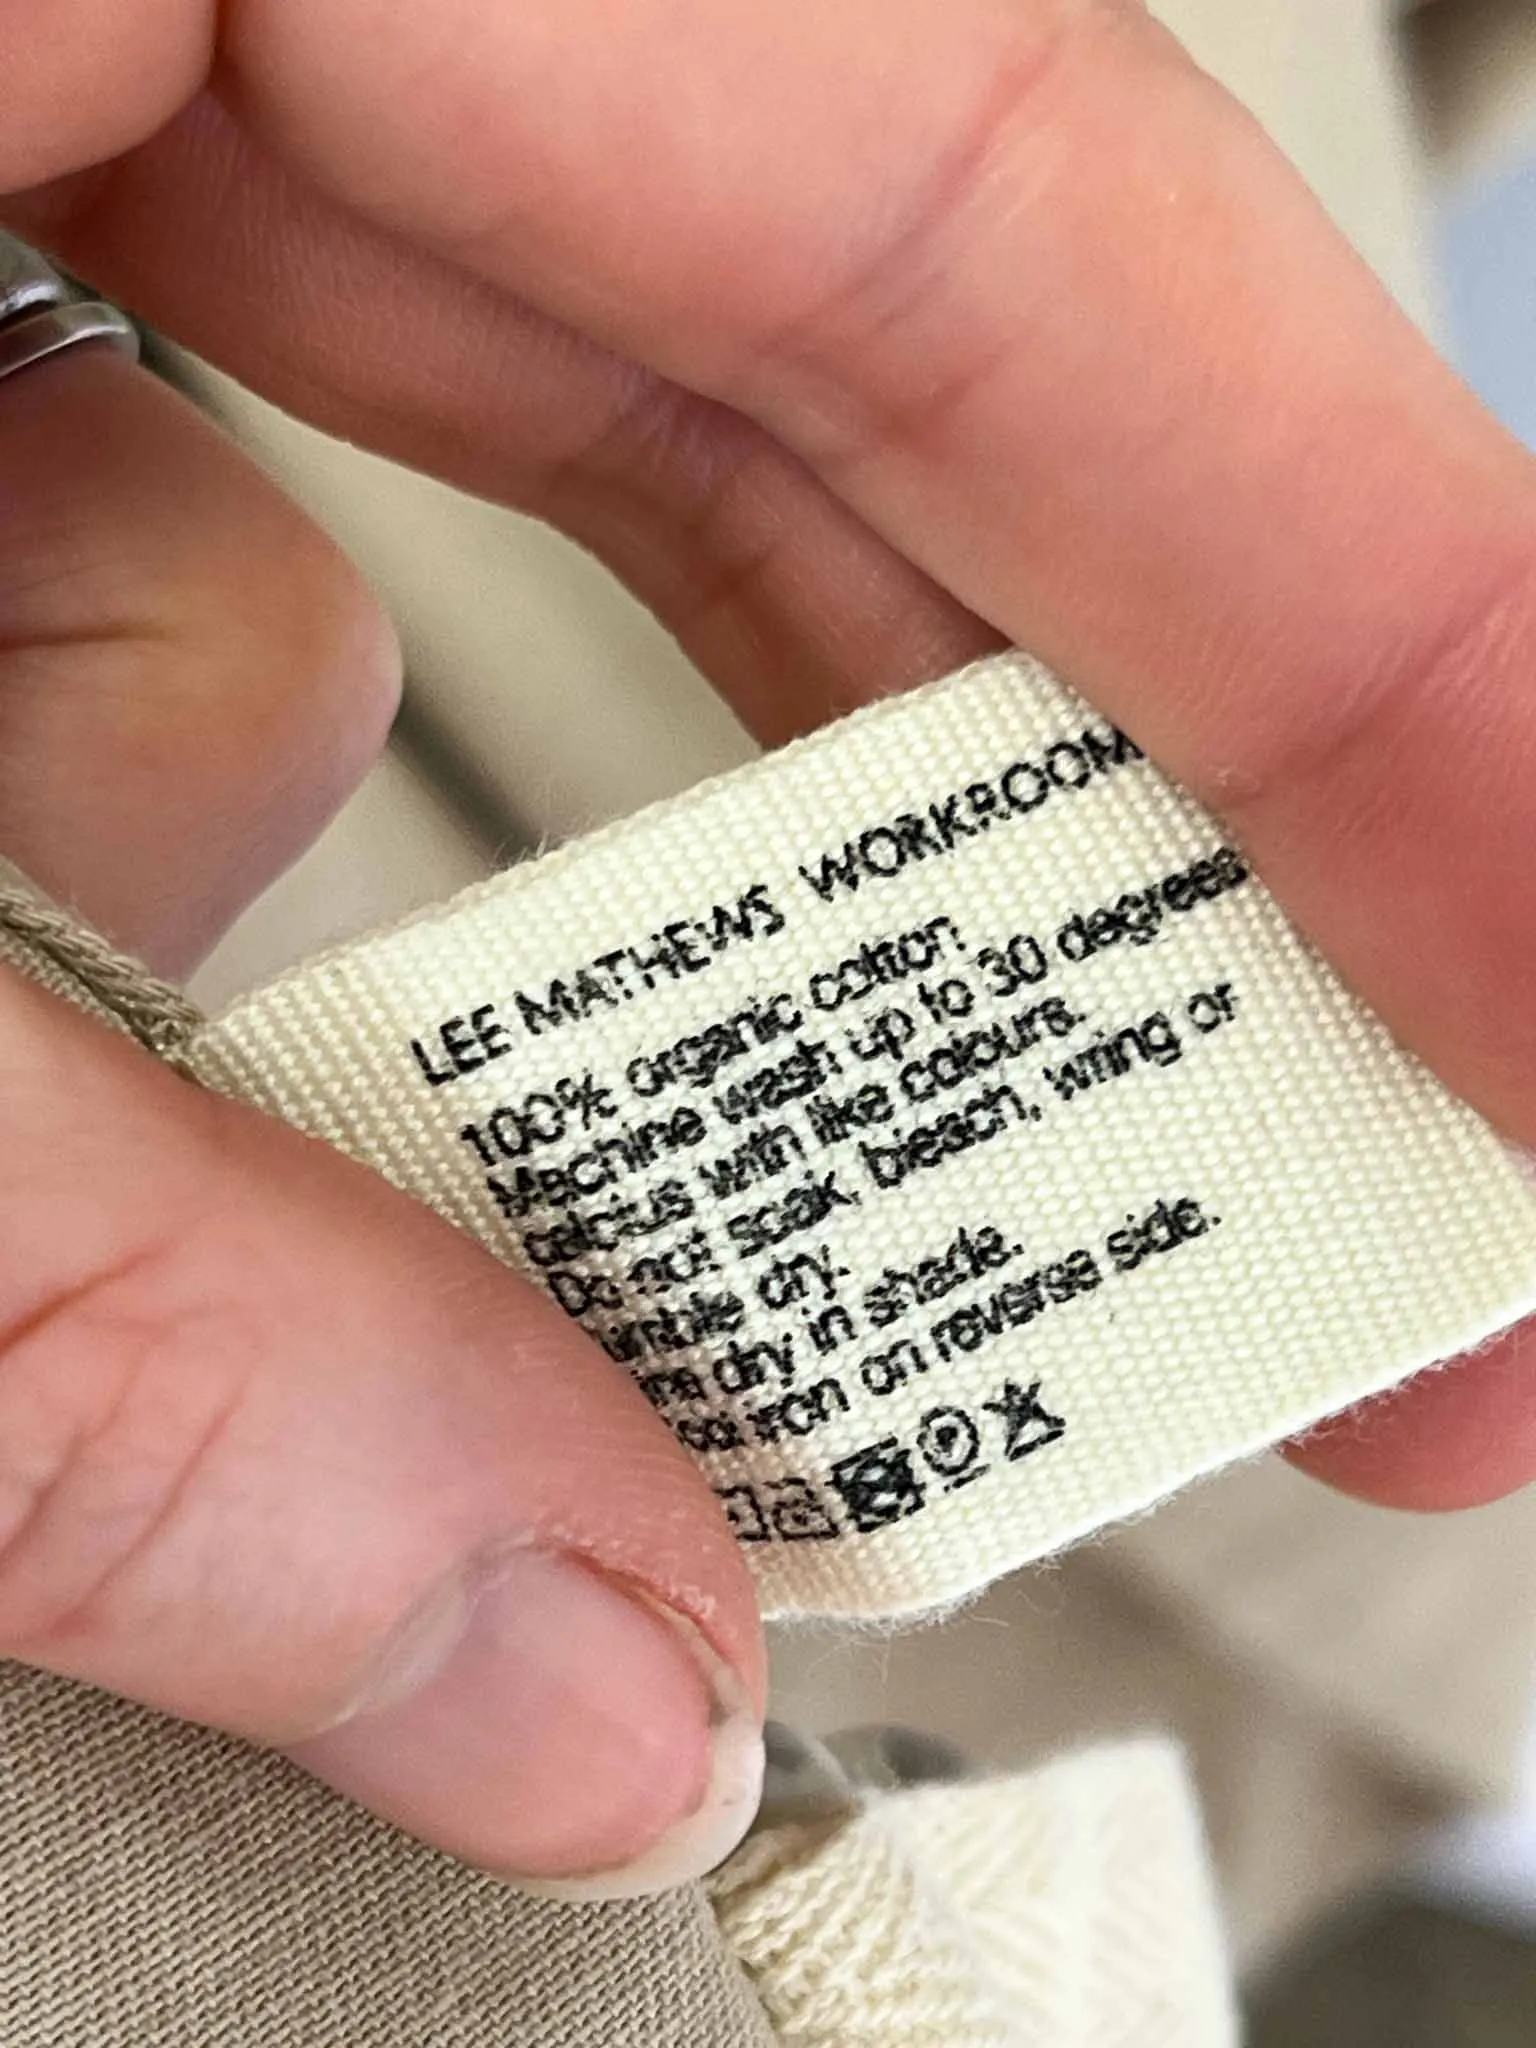 LEE MATHEWS WORKROOM
100% organic cotton.
Machine wash up to 30 degrees
celcius with like colours.
Do not soak, bleach, wring or
tumble dry.
dry in shade.
iron on reverse side.